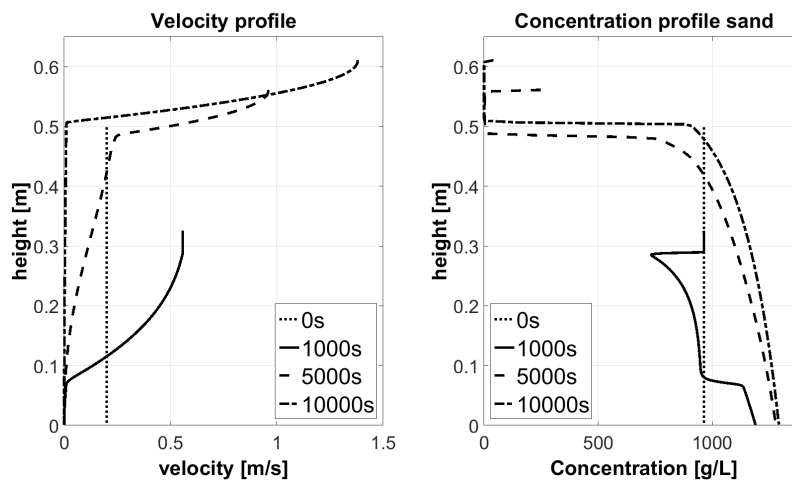 Velocity profile
0.6
0.5
0.4
0.3
0.2
0.1
0
height [m]
0s
1000s
5000s
10000s
0
0.5
1
1.5
velocity [m/s]
Concentration profile sand
0.6
0.5
0.4
0.3
0.2
0.1
0
height [m]
0s
1000s
5000s
10000s
0
500
1000
Concentration [g/L]